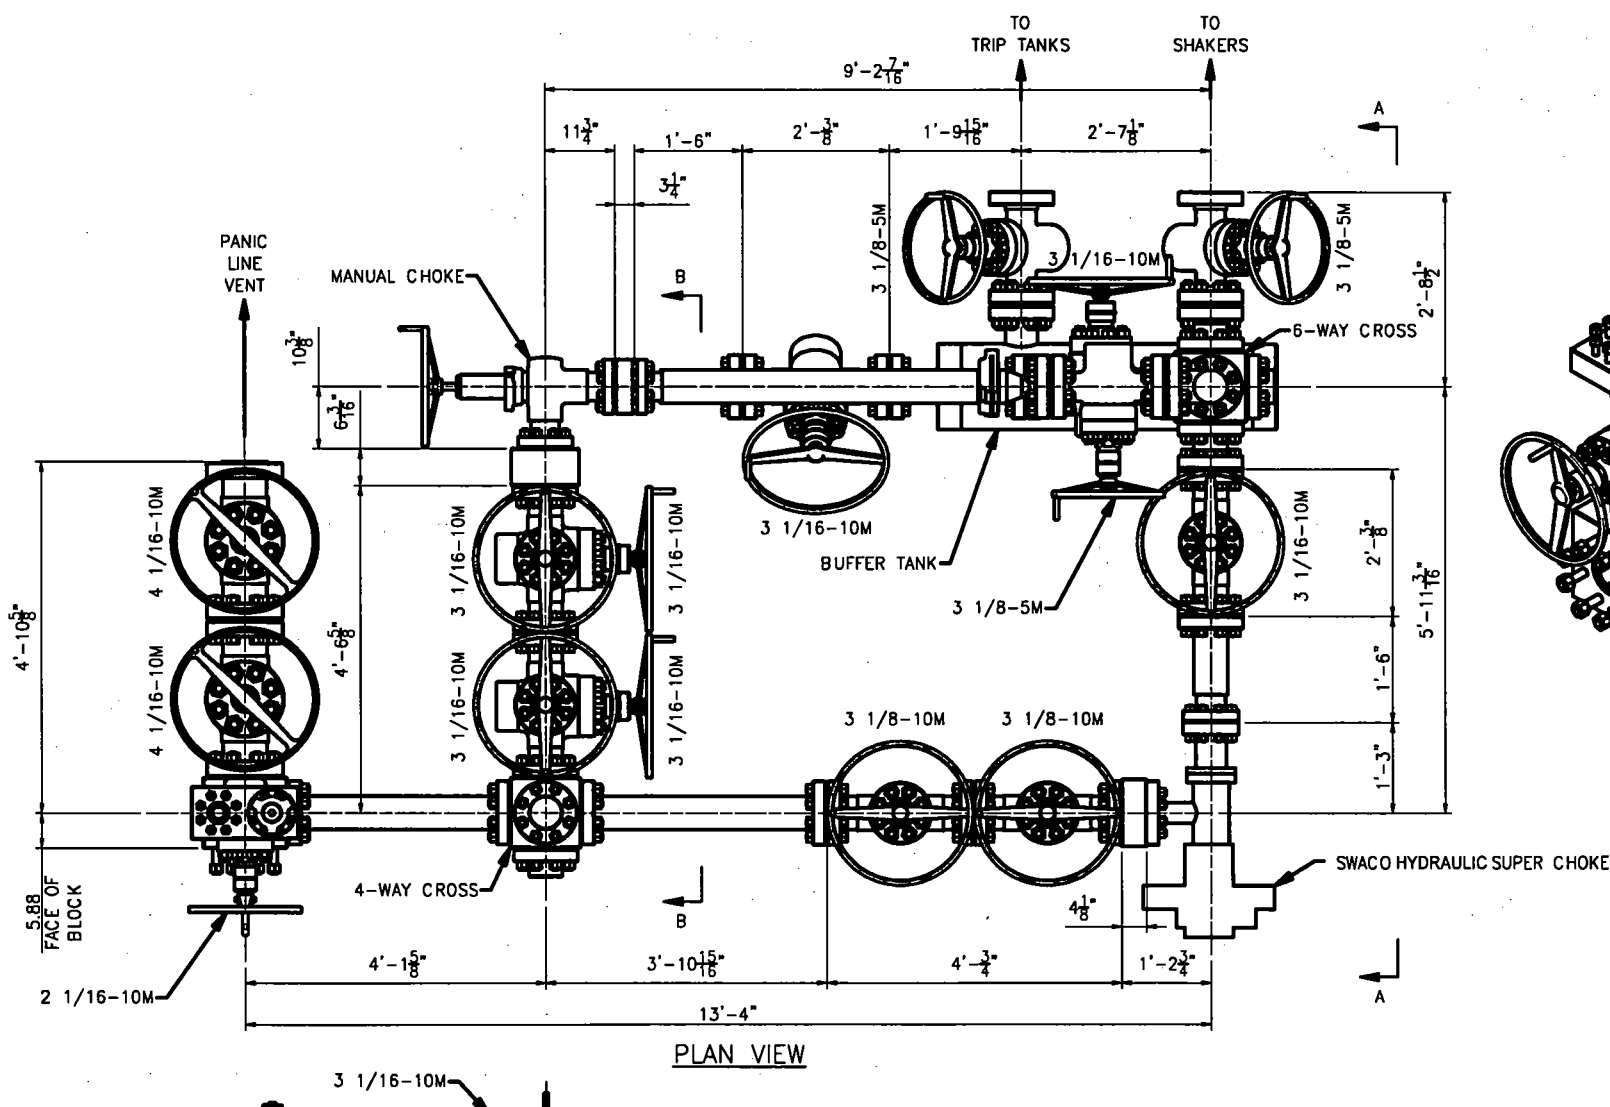 TO
TRIP TANKS
TO
SHAKERS
9'-2 7/16"
A
11 3/4"
1'-6"
2'-3/8"
1'-9 15/16"
2'-7 1/8"
3 1/4"
PANIC
LINE
VENT
MANUAL CHOKE
B
3 1/8-5M
3 1/16-10M
3 1/8-5M
2'-8 1/2"
6-WAY CROSS
10 3/8"
6 3/16"
4 1/16-10M
3 1/16-10M
3 1/16-10M
3 1/16-10M
BUFFER TANK
3 1/8-5M
3 1/16-10M
2'-3/8"
5'-11 3/16"
4'-10 5/8"
4'-6 5/8"
4 1/16-10M
3 1/16-10M
3 1/16-10M
3 1/8-10M
3 1/8-10M
1'-6"
1'-3"
4-WAY CROSS
SWACO HYDRAULIC SUPER CHOKE
5.88
FACE OF
BLOCK
B
4 1/8"
2 1/16-10M
4'-1 5/8"
3'-10 15/16"
4'-3/4"
1'-2 3/4"
A
13'-4"
PLAN VIEW
3 1/16-10M